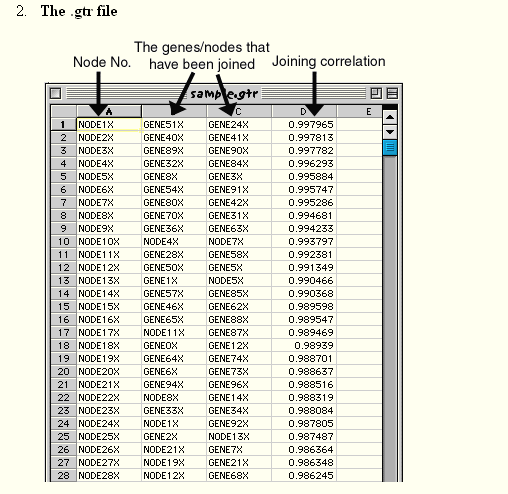 2. The .gtr file
The genes/nodes that
Node No. have been joined Joining correlation
sample.gtr
A C D E
1 NODE1X GENE51X GENE24X 0.997965
2 NODE2X GENE40X GENE41X 0.997813
3 NODE3X GENE89X GENE90X 0.997782
4 NODE4X GENE32X GENE84X 0.996293
5 NODE5X GENE8X GENE3X 0.995884
6 NODE6X GENE54X GENE91X 0.995747
7 NODE7X GENE80X GENE42X 0.995286
8 NODE8X GENE70X GENE31X 0.994681
9 NODE9X GENE36X GENE63X 0.994233
10 NODE10X NODE4X NODE7X 0.993797
11 NODE11X GENE28X GENE58X 0.992381
12 NODE12X GENE50X GENE5X 0.991349
13 NODE13X GENE1X NODE5X 0.990466
14 NODE14X GENE57X GENE85X 0.990368
15 NODE15X GENE46X GENE62X 0.989598
16 NODE16X GENE65X GENE88X 0.989547
17 NODE17X NODE11X GENE87X 0.989469
18 NODE18X GENE0X GENE12X 0.98939
19 NODE19X GENE64X GENE74X 0.988701
20 NODE20X GENE6X GENE73X 0.988637
21 NODE21X GENE94X GENE96X 0.988516
22 NODE22X NODE8X GENE14X 0.988319
23 NODE23X GENE33X GENE34X 0.988084
24 NODE24X NODE1X GENE92X 0.987805
25 NODE25X GENE2X NODE13X 0.987487
26 NODE26X NODE21X GENE7X 0.986364
27 NODE27X NODE19X GENE21X 0.986348
28 NODE28X NODE12X GENE68X 0.986245